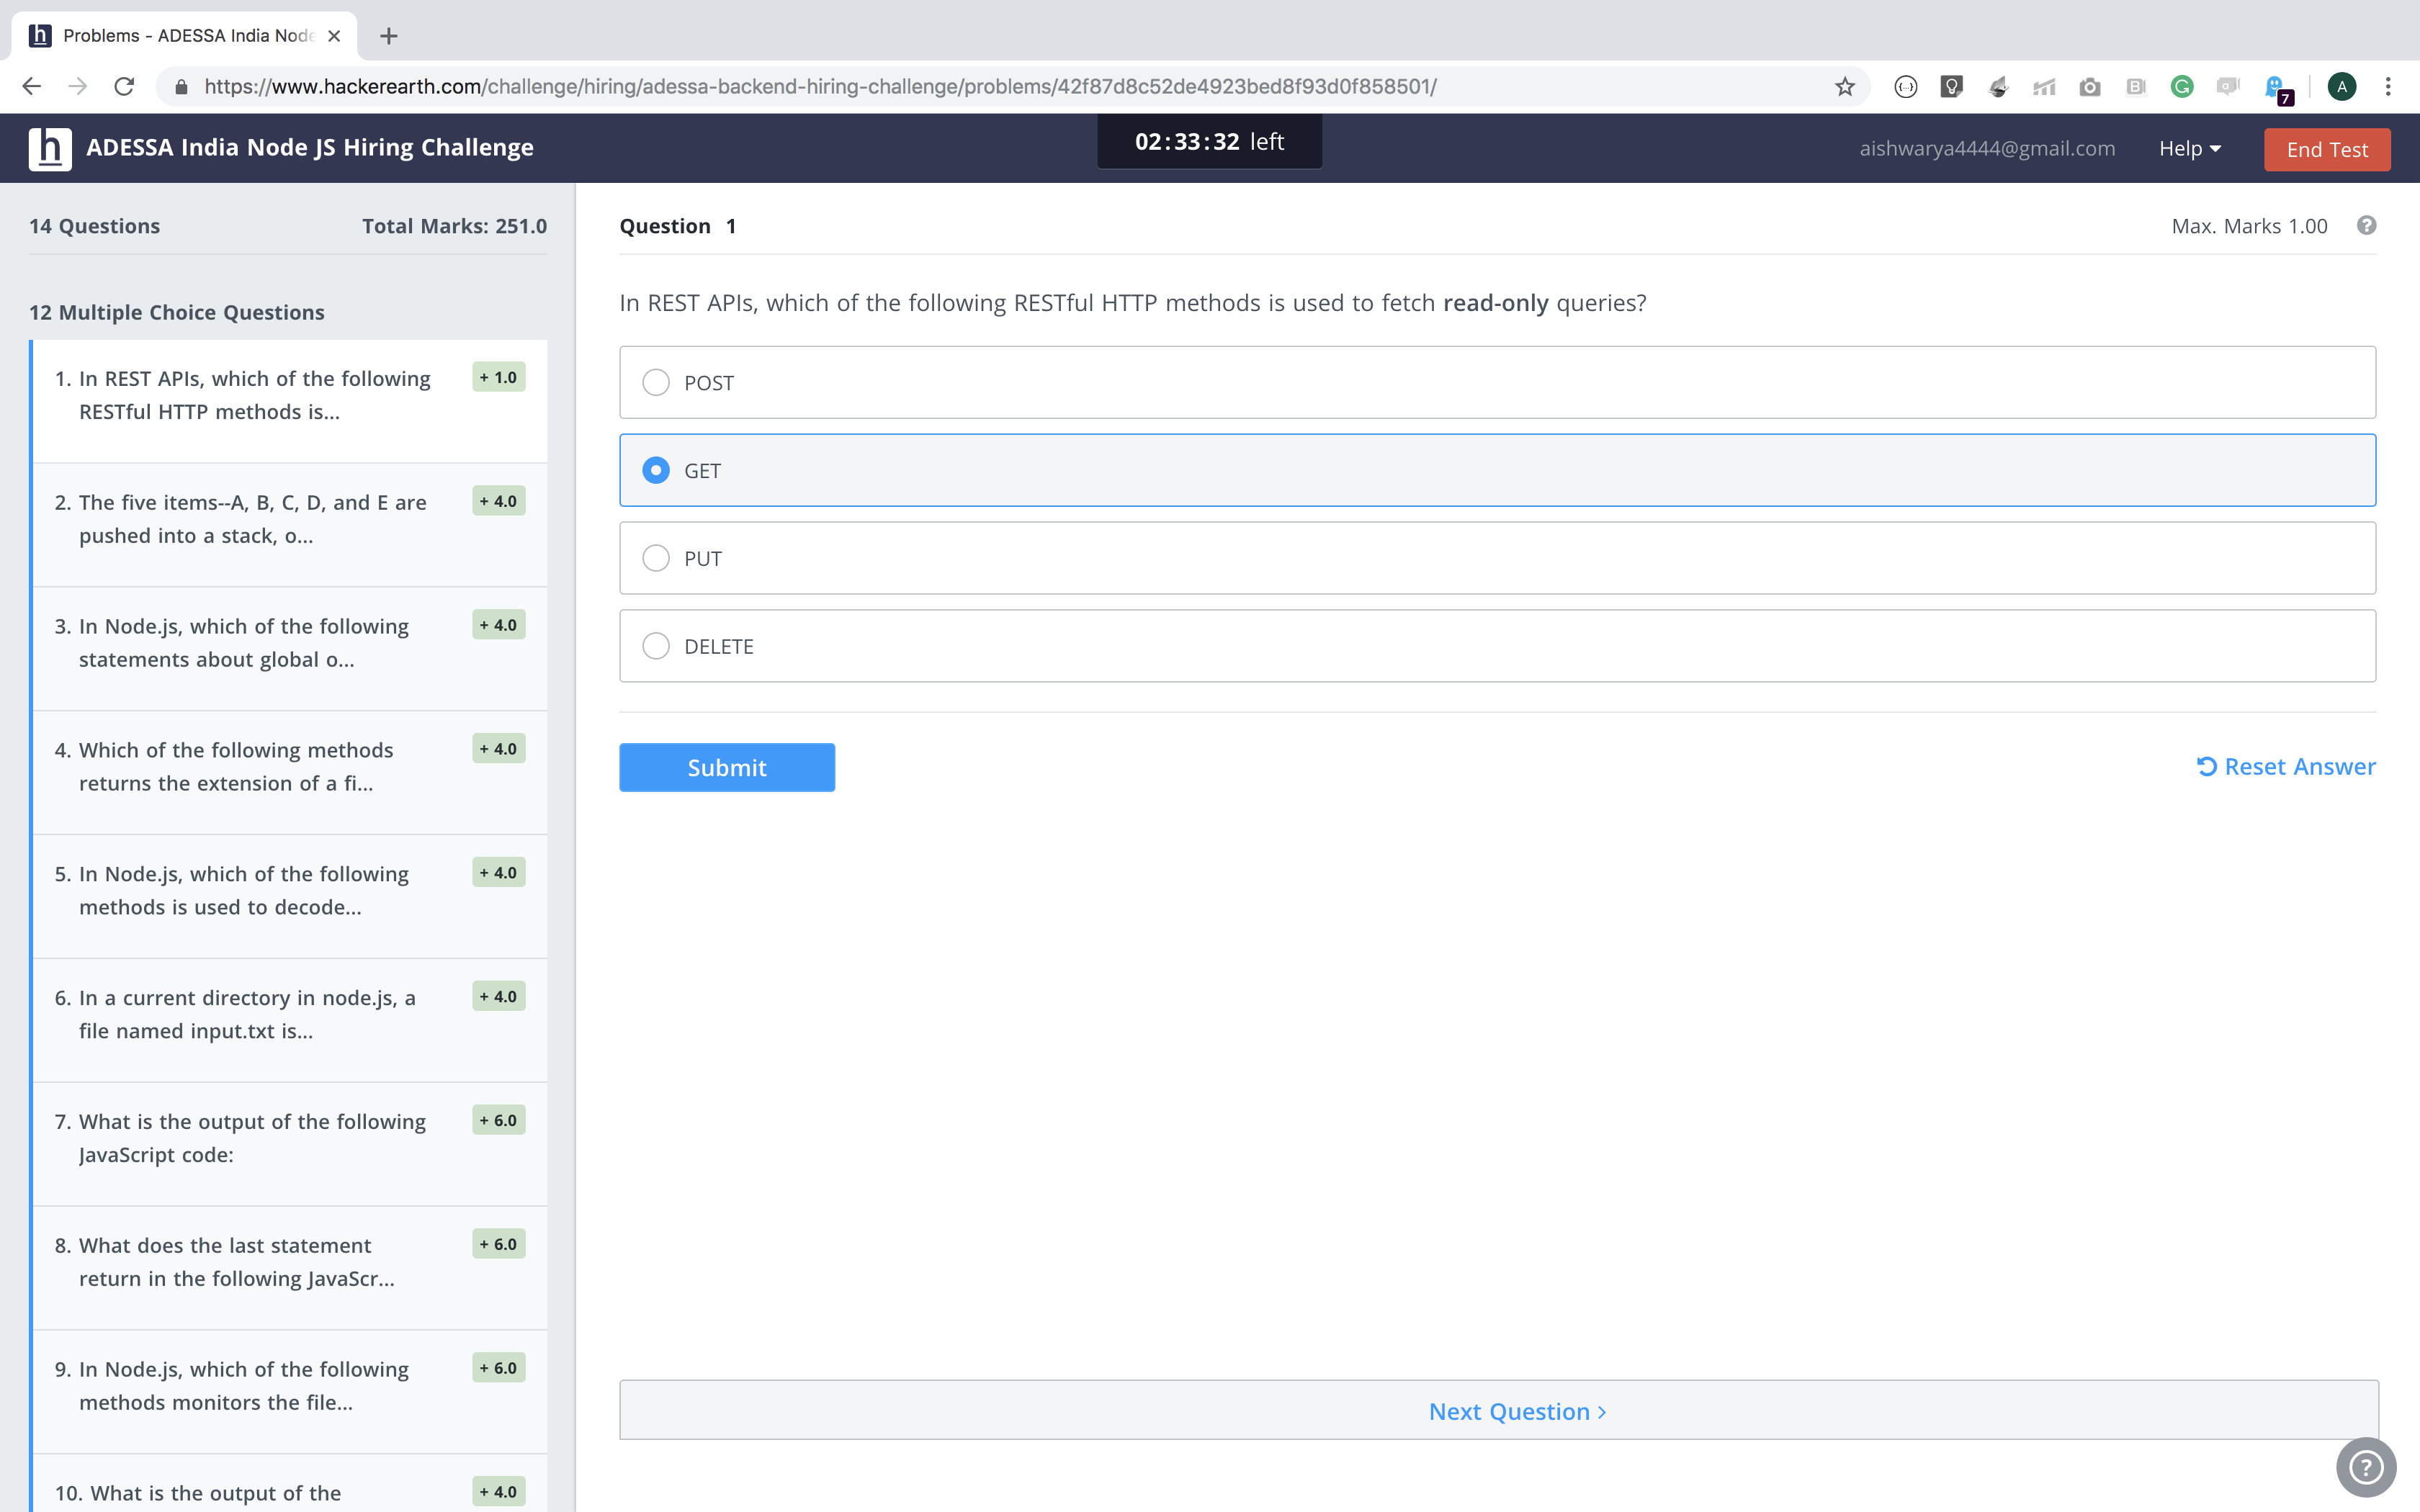 Problems - ADESSA India Node
https://www.hackerearth.com/challenge/hiring/adessa-backend-hiring-challenge/problems/42f87d8c52de4923bed8f93d0f858501/
7
A
h
ADESSA India Node JS Hiring Challenge
02:33:32 left
aishwarya4444@gmail.com
Help
End Test
14 Questions
Total Marks: 251.0
12 Multiple Choice Questions
1. In REST APIs, which of the following
RESTful HTTP methods is...
+ 1.0
2. The five items--A, B, C, D, and E are
pushed into a stack, o...
+ 4.0
3. In Node.js, which of the following
statements about global o...
+ 4.0
4. Which of the following methods
returns the extension of a fi...
+ 4.0
5. In Node.js, which of the following
methods is used to decode...
+ 4.0
6. In a current directory in node.js, a
file named input.txt is...
+ 4.0
7. What is the output of the following
JavaScript code:
+ 6.0
8. What does the last statement
return in the following JavaScr...
+ 6.0
9. In Node.js, which of the following
methods monitors the file...
+ 6.0
10. What is the output of the
+ 4.0
Question 1
Max. Marks 1.00
In REST APIs, which of the following RESTful HTTP methods is used to fetch read-only queries?
POST
GET
PUT
DELETE
Submit
Reset Answer
Next Question